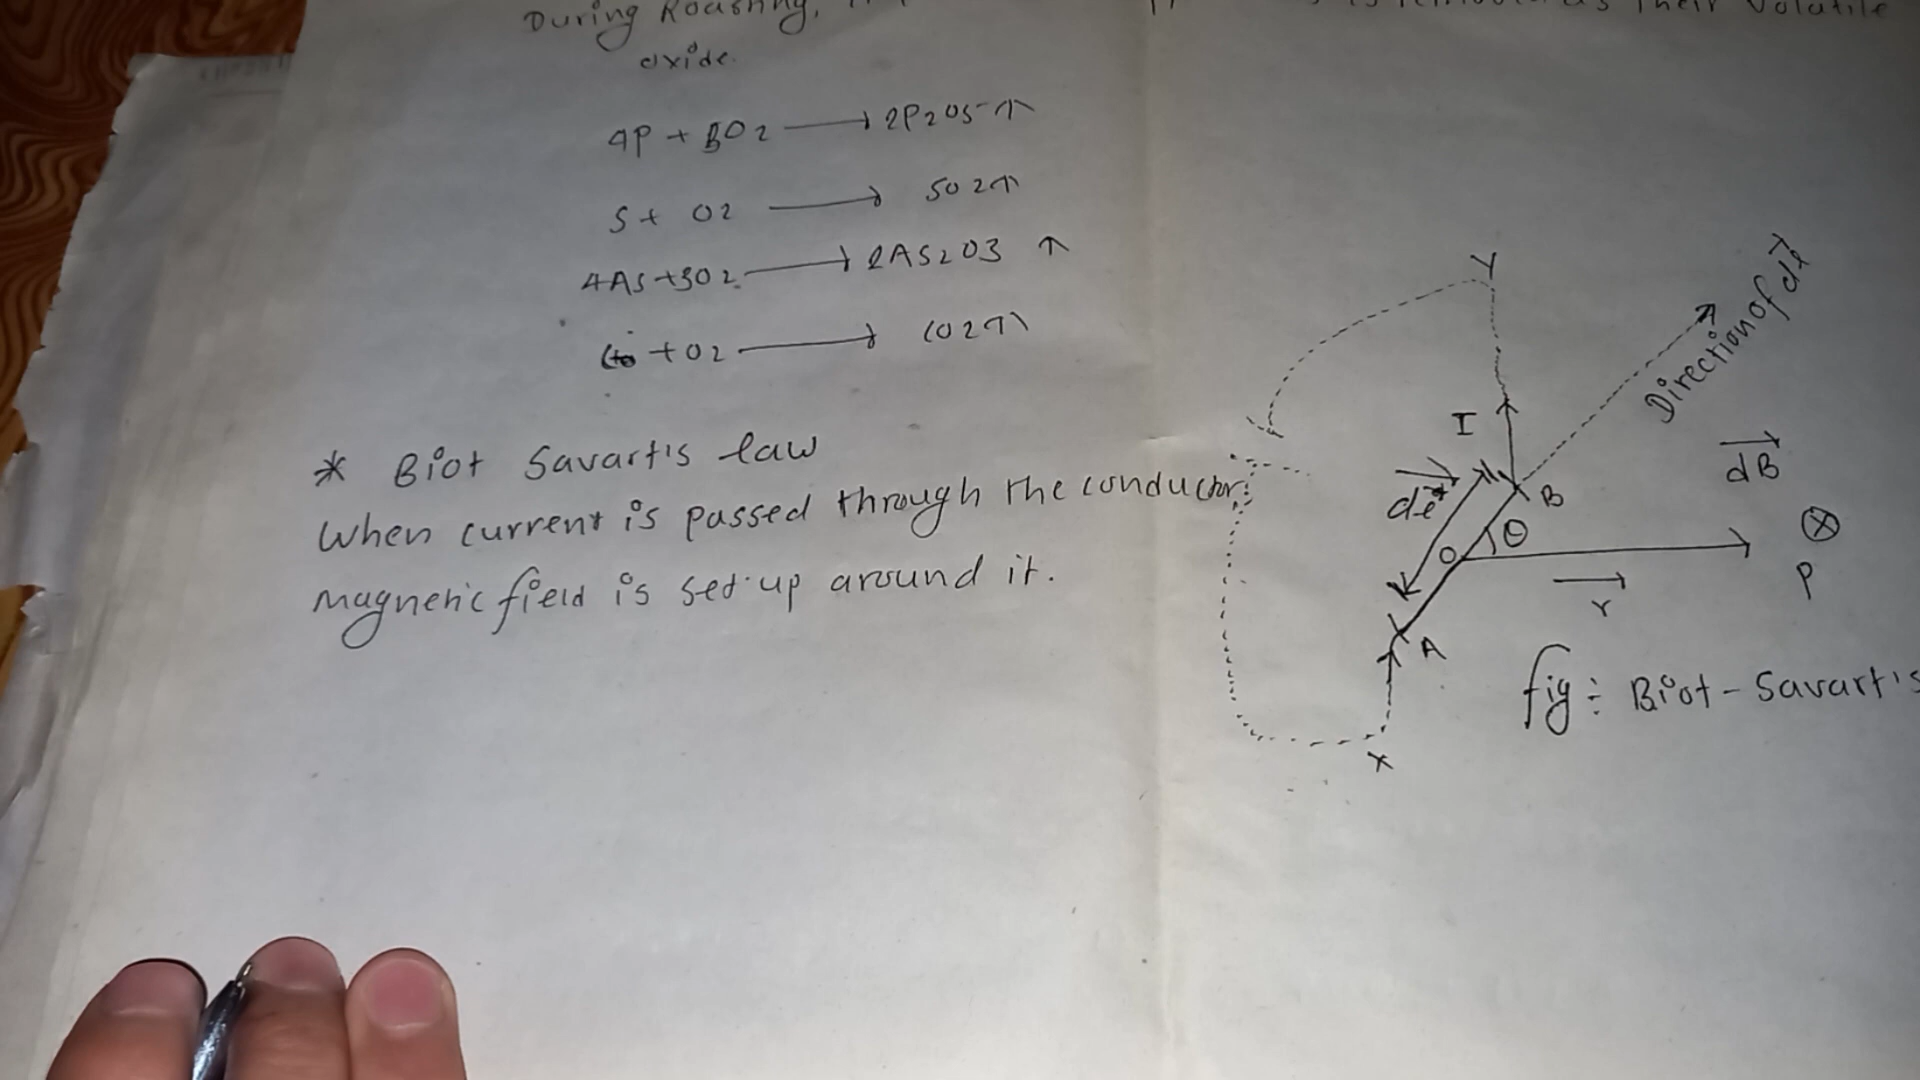 During Roasting,
Volatile
oxide.
4P + 5O2 → 2P2O5 ↑
S + O2 → SO2↑
4As + 3O2 → 2As2O3 ↑
+ O2 → CO2↑
* Biot Savart's law
When current is passed through the conductor,
magnetic field is set up around it.
Y
Direction of dl
I
dl
B
dB
O
θ
P
r
A
fig: Biot-Savart's
X